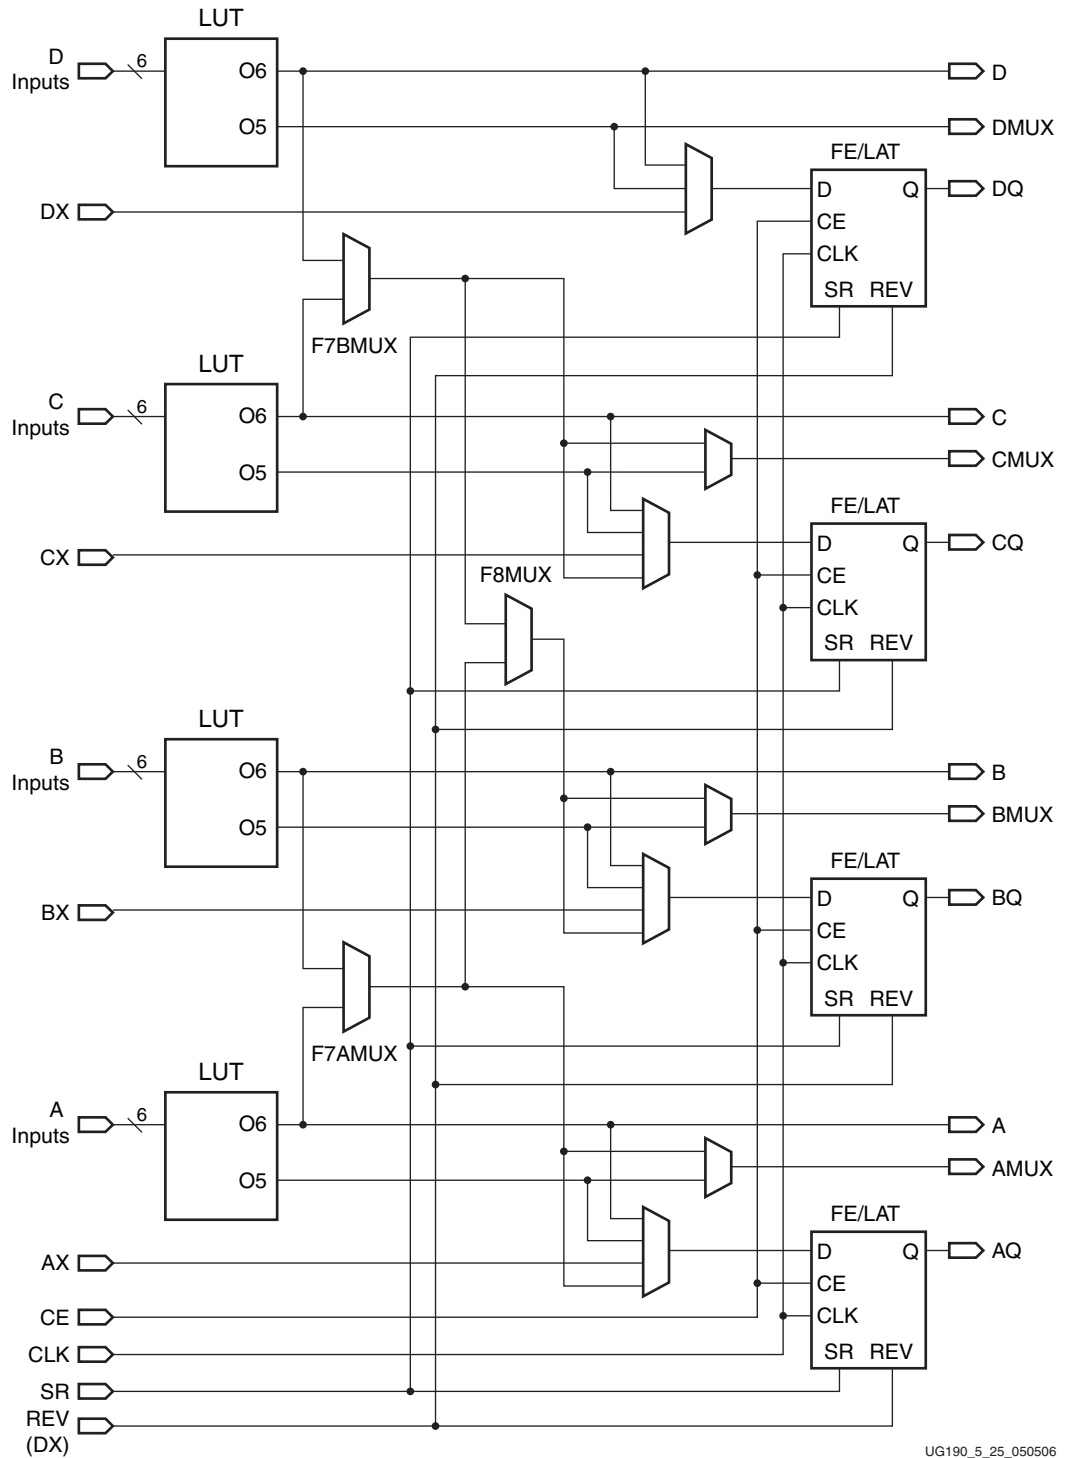 LUT
D
Inputs
6
O6
D
O5
DMUX
FE/LAT
DX
D
Q
DQ
CE
CLK
SR REV
F7BMUX
LUT
C
Inputs
6
O6
C
O5
CMUX
FE/LAT
CX
D
Q
CQ
F8MUX
CE
CLK
SR REV
LUT
B
Inputs
6
O6
B
O5
BMUX
FE/LAT
BX
D
Q
BQ
CE
CLK
SR REV
F7AMUX
LUT
A
Inputs
6
O6
A
O5
AMUX
FE/LAT
AX
D
Q
AQ
CE
CE
CLK
CLK
SR REV
SR
REV
(DX)
UG190_5_25_050506